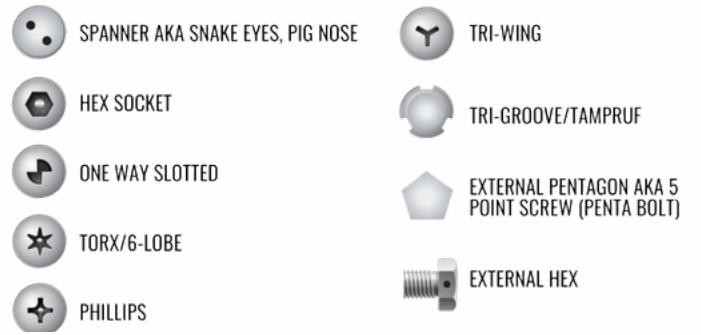 SPANNER AKA SNAKE EYES, PIG NOSE
HEX SOCKET
ONE WAY SLOTTED
TORX/6-LOBE
PHILLIPS
TRI-WING
TRI-GROOVE/TAMPRUF
EXTERNAL PENTAGON AKA 5
POINT SCREW (PENTA BOLT)
EXTERNAL HEX